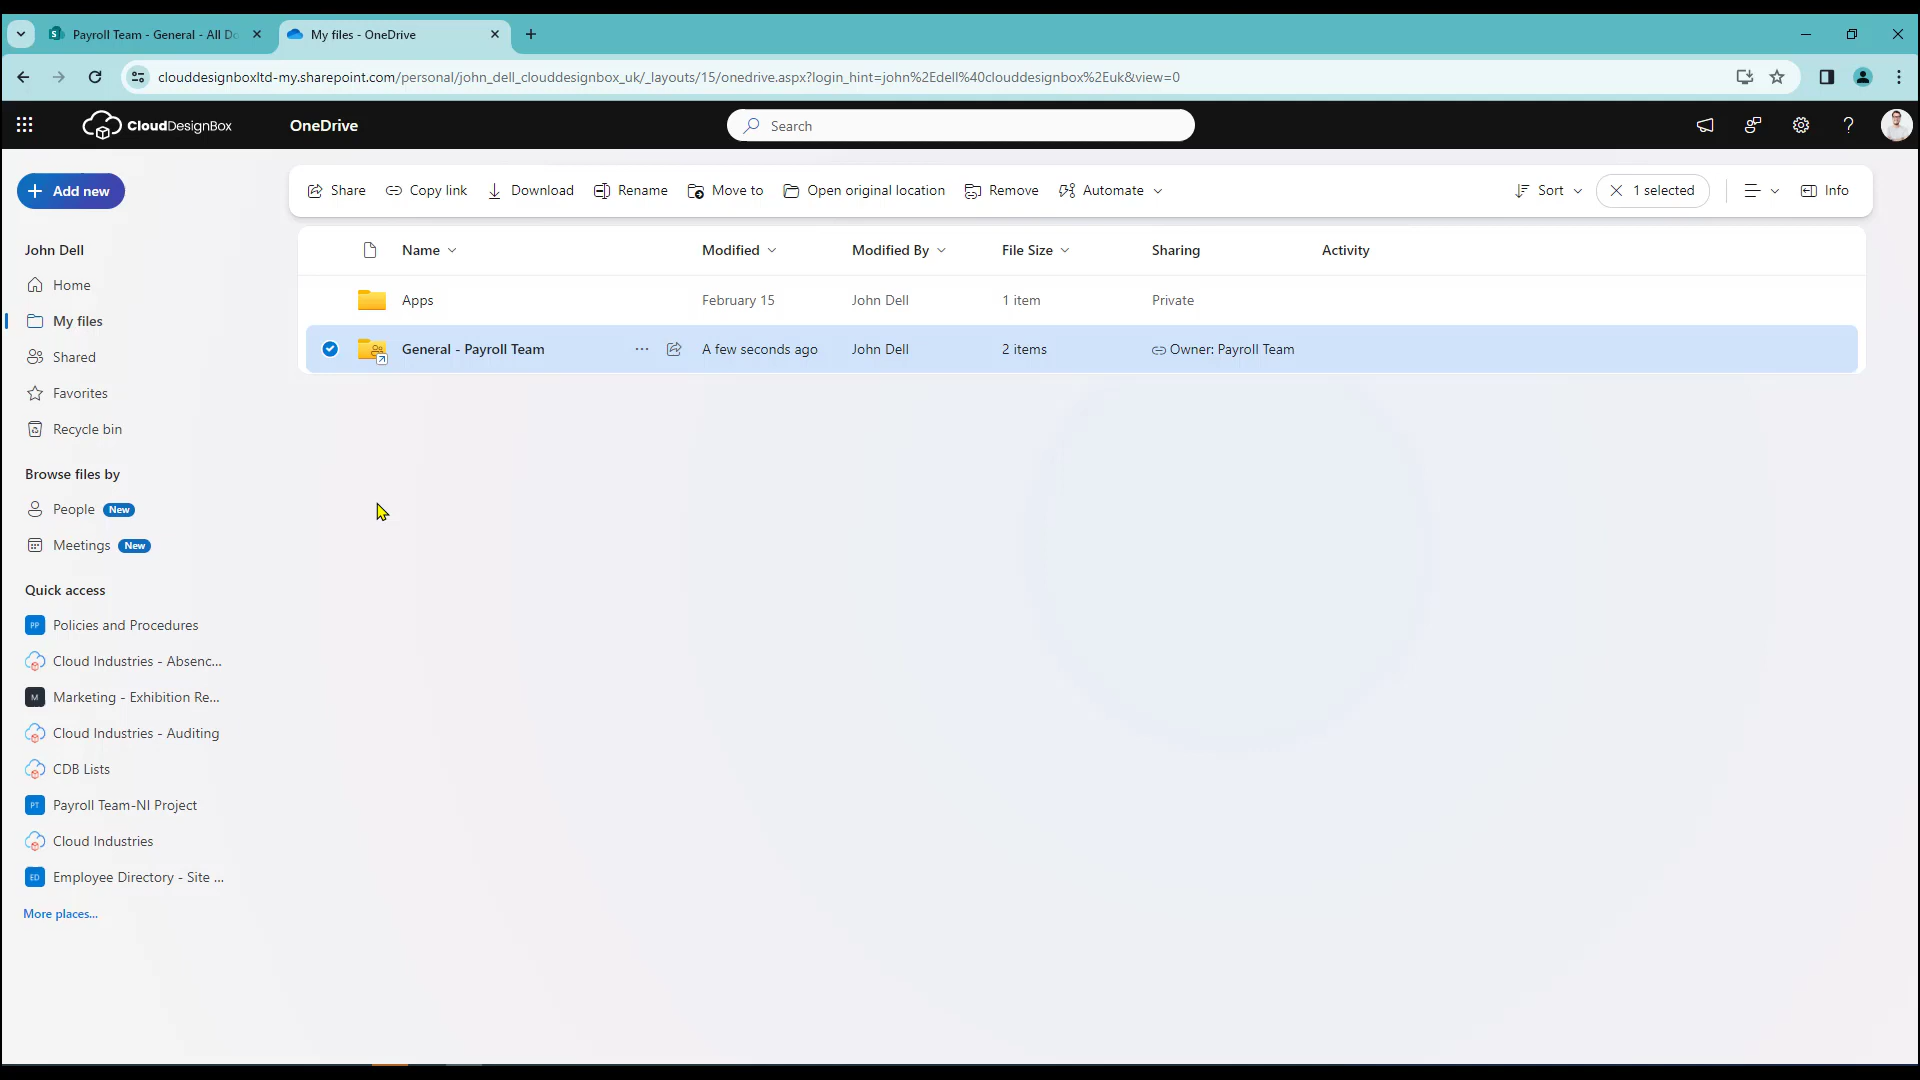 Payroll Team - General - All Do
My files - OneDrive
clouddesignboxltd-my.sharepoint.com/personal/john_dell_clouddesignbox_uk/_layouts/15/onedrive.aspx?login_hint=john%2Edell%40clouddesignbox%2Euk&view=0
CloudDesignBox
OneDrive
Search
Add new
Share
Copy link
Download
Rename
Move to
Open original location
Remove
Automate
Sort
1 selected
Info
John Dell
Home
My files
Shared
Favorites
Recycle bin
Browse files by
People New
Meetings New
Quick access
PP Policies and Procedures
Cloud Industries - Absenc...
M Marketing - Exhibition Re...
Cloud Industries - Auditing
CDB Lists
PT Payroll Team-NI Project
Cloud Industries
ED Employee Directory - Site ...
More places...
Name Modified Modified By File Size Sharing Activity
Apps February 15 John Dell 1 item Private
General - Payroll Team ... A few seconds ago John Dell 2 items Owner: Payroll Team